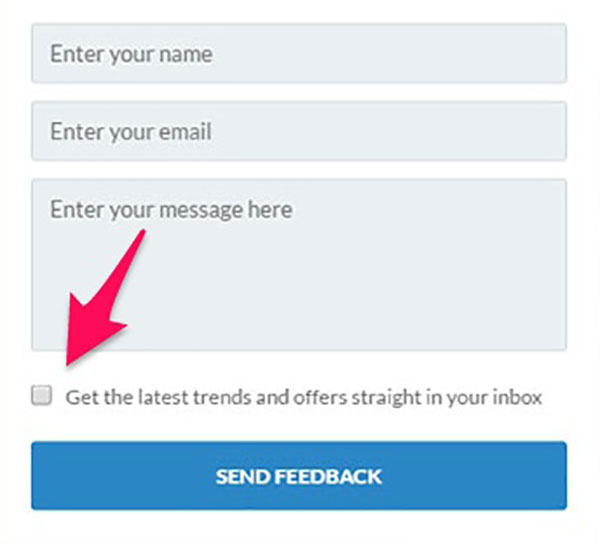 Enter your name
Enter your email
Enter your message here
Get the latest trends and offers straight in your inbox
SEND FEEDBACK